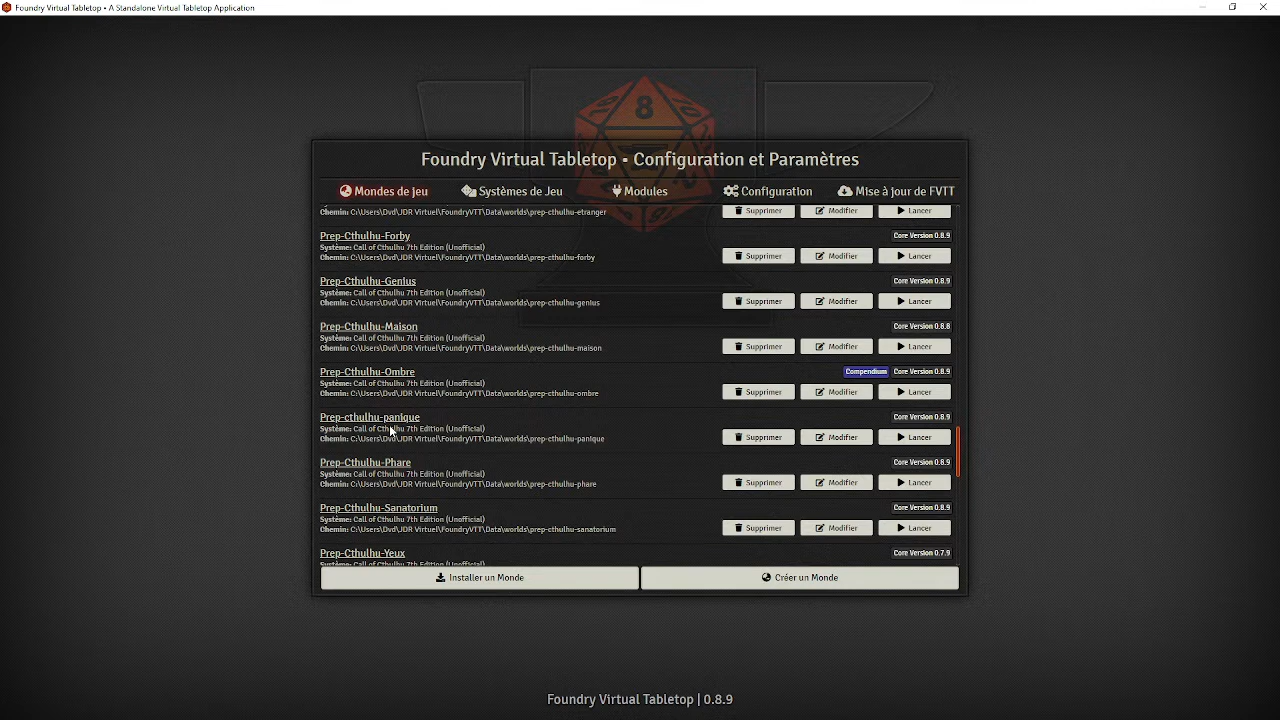 Foundry Virtual Tabletop • A Standalone Virtual Tabletop Application
8
Foundry Virtual Tabletop • Configuration et Paramètres
Mondes de jeu Systèmes de Jeu Modules Configuration Mise à jour de FVTT
Chemin: C:\Users\Dvd\JDR Virtuel\FoundryVTT\Data\worlds\prep-cthulhu-etranger Supprimer Modifier Lancer
Prep-Cthulhu-Forby Core Version 0.8.9
Système: Call of Cthulhu 7th Edition (Unofficial)
Chemin: C:\Users\Dvd\JDR Virtuel\FoundryVTT\Data\worlds\prep-cthulhu-forby Supprimer Modifier Lancer
Prep-Cthulhu-Genius Core Version 0.8.9
Système: Call of Cthulhu 7th Edition (Unofficial)
Chemin: C:\Users\Dvd\JDR Virtuel\FoundryVTT\Data\worlds\prep-cthulhu-genius Supprimer Modifier Lancer
Prep-Cthulhu-Maison Core Version 0.8.8
Système: Call of Cthulhu 7th Edition (Unofficial)
Chemin: C:\Users\Dvd\JDR Virtuel\FoundryVTT\Data\worlds\prep-cthulhu-maison Supprimer Modifier Lancer
Prep-Cthulhu-Ombre Compendium Core Version 0.8.9
Système: Call of Cthulhu 7th Edition (Unofficial)
Chemin: C:\Users\Dvd\JDR Virtuel\FoundryVTT\Data\worlds\prep-cthulhu-ombre Supprimer Modifier Lancer
Prep-cthulhu-panique Core Version 0.8.9
Système: Call of Cthulhu 7th Edition (Unofficial)
Chemin: C:\Users\Dvd\JDR Virtuel\FoundryVTT\Data\worlds\prep-cthulhu-panique Supprimer Modifier Lancer
Prep-Cthulhu-Phare Core Version 0.8.9
Système: Call of Cthulhu 7th Edition (Unofficial)
Chemin: C:\Users\Dvd\JDR Virtuel\FoundryVTT\Data\worlds\prep-cthulhu-phare Supprimer Modifier Lancer
Prep-Cthulhu-Sanatorium Core Version 0.8.9
Système: Call of Cthulhu 7th Edition (Unofficial)
Chemin: C:\Users\Dvd\JDR Virtuel\FoundryVTT\Data\worlds\prep-cthulhu-sanatorium Supprimer Modifier Lancer
Prep-Cthulhu-Yeux Core Version 0.7.9
Système: Call of Cthulhu 7th Edition (Unofficial)
Installer un Monde Créer un Monde
Foundry Virtual Tabletop | 0.8.9